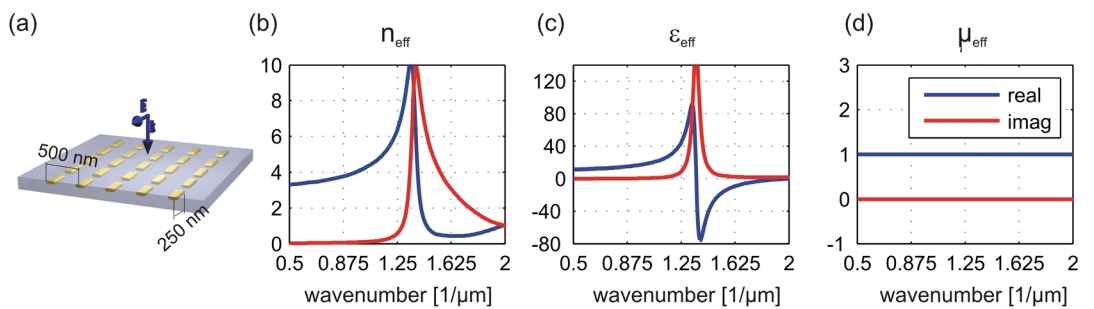 (a)
500 nm
250 nm
(b)
n eff
10
8
6
4
2
0
0.5 0.875 1.25 1.625 2
wavenumber [1/µm]
(c)
ε eff
120
80
40
0
-40
-80
0.5 0.875 1.25 1.625 2
wavenumber [1/µm]
(d)
µ eff
3
2
1
0
-1
real
imag
0.5 0.875 1.25 1.625 2
wavenumber [1/µm]